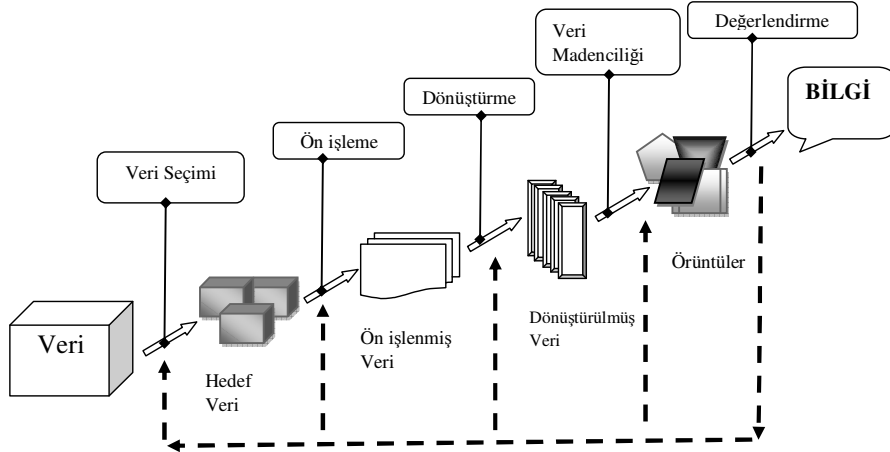 Değerlendirme
Veri
Madenciliği
BİLGİ
Dönüştürme
Ön işleme
Veri Seçimi
Örüntüler
Dönüştürülmüş
Veri
Ön işlenmiş
Veri
Veri
Hedef
Veri